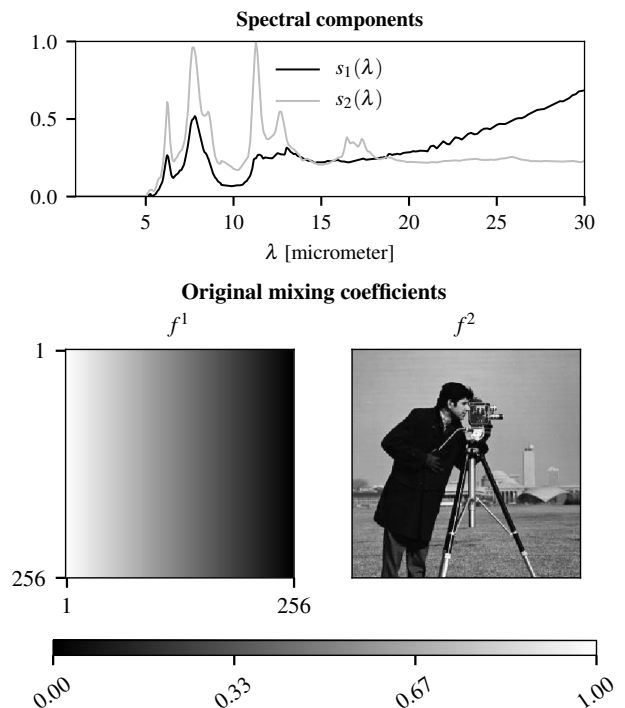 Spectral components
1.0
s₁(λ)
s₂(λ)
0.5
0.0
5 10 15 20 25 30
λ [micrometer]
Original mixing coefficients
f¹ f²
1
256
1 256
0.00 0.33 0.67 1.00